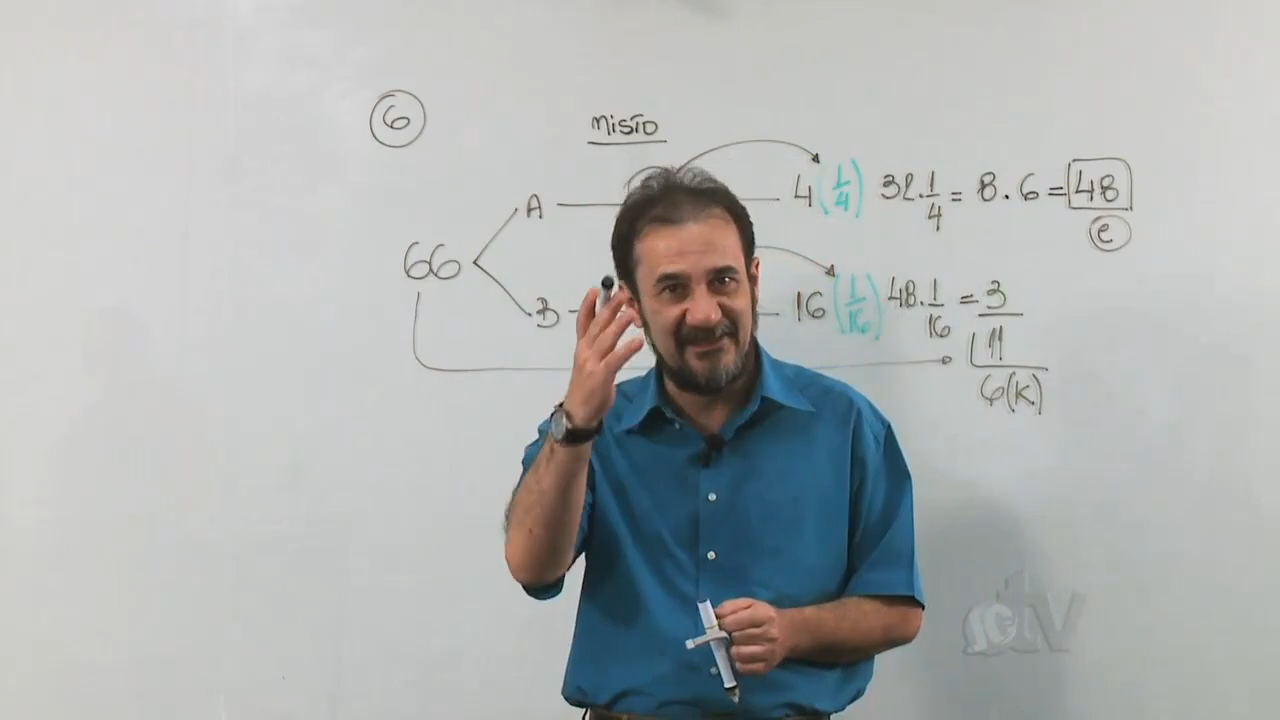 6
MISTO
A 4 (1/4) 32.1/4 = 8.6 = 48
e
66
B 16 (1/16) 48.1/16 = 3
11
6(K)